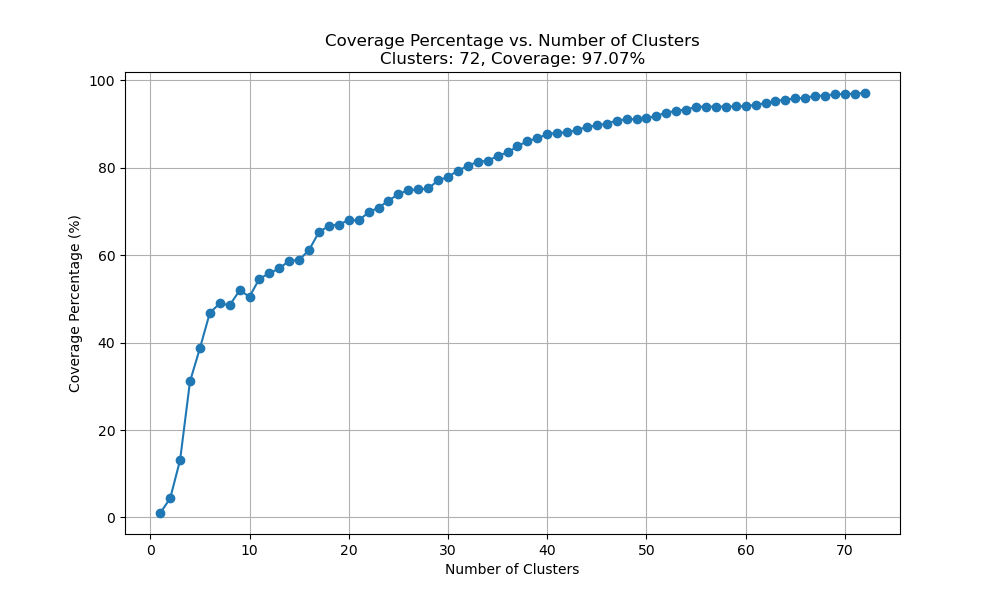 Coverage Percentage vs. Number of Clusters
Clusters: 72, Coverage: 97.07%
100
80
60
40
20
0
Coverage Percentage (%)
0 10 20 30 40 50 60 70
Number of Clusters